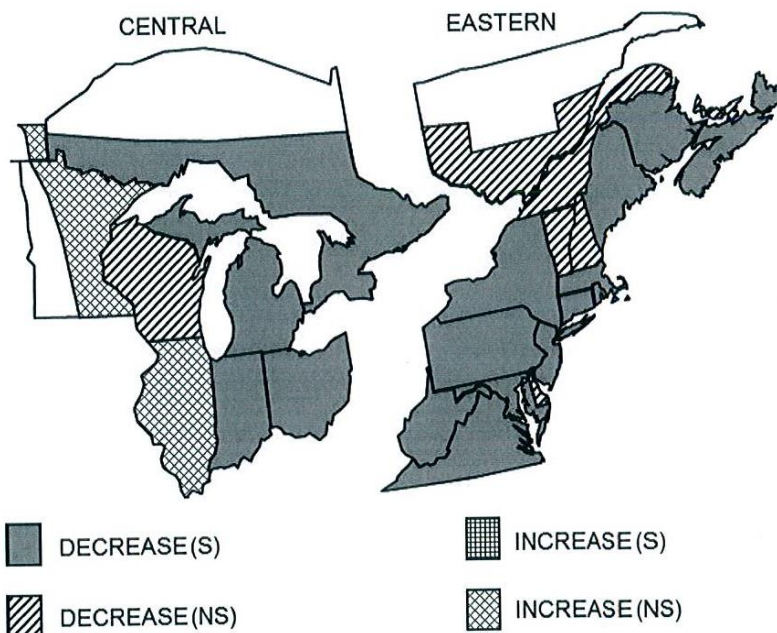 CENTRAL
EASTERN
DECREASE(S)
INCREASE(S)
DECREASE(NS)
INCREASE(NS)